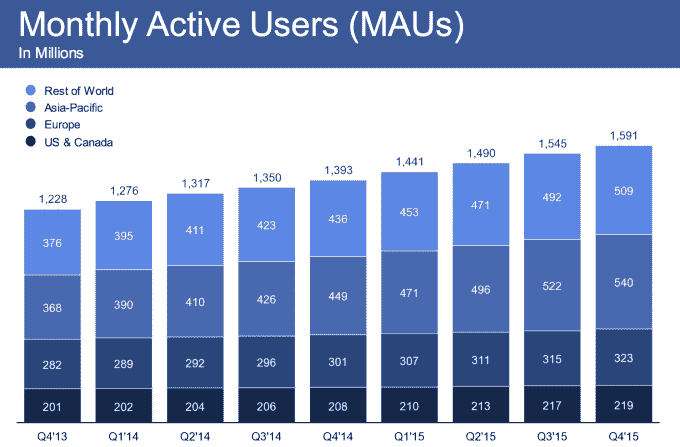 Monthly Active Users (MAUs)
In Millions
Rest of World
Asia-Pacific
Europe
US & Canada
1,228 1,276 1,317 1,350 1,393 1,441 1,490 1,545 1,591
376 395 411 423 436 453 471 492 509
368 390 410 426 449 471 496 522 540
282 289 292 296 301 307 311 315 323
201 202 204 206 208 210 213 217 219
Q4'13 Q1'14 Q2'14 Q3'14 Q4'14 Q1'15 Q2'15 Q3'15 Q4'15